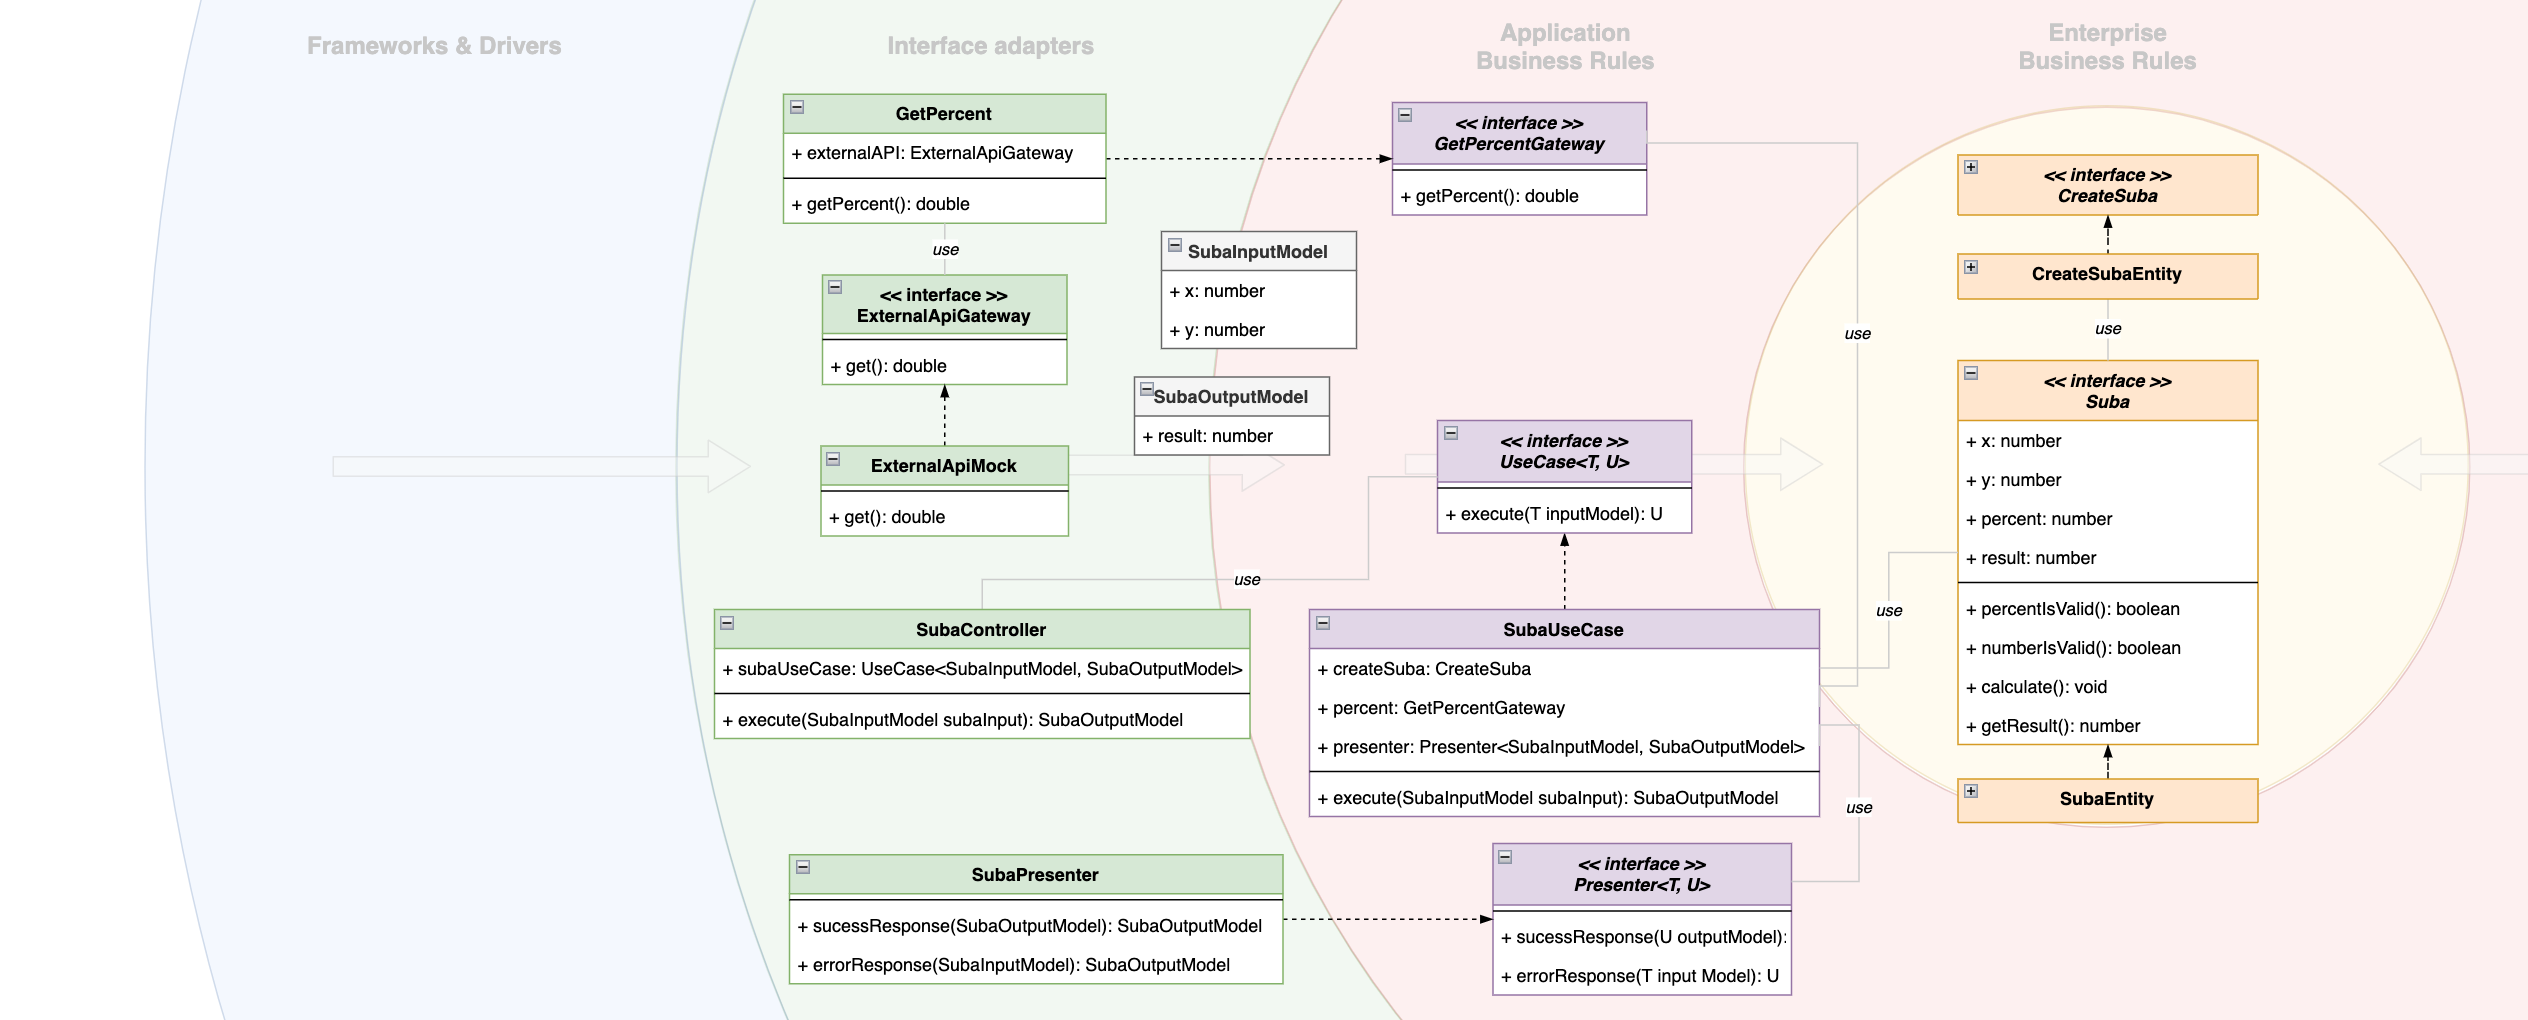 Frameworks & Drivers
Interface adapters
Application
Business Rules
Enterprise
Business Rules
GetPercent
+ externalAPI: ExternalApiGateway
+ getPercent(): double
use
<< interface >>
ExternalApiGateway
+ get(): double
ExternalApiMock
+ get(): double
SubaInputModel
+ x: number
+ y: number
SubaOutputModel
+ result: number
use
SubaController
+ subaUseCase: UseCase<SubaInputModel, SubaOutputModel>
+ execute(SubaInputModel subaInput): SubaOutputModel
SubaPresenter
+ sucessResponse(SubaOutputModel): SubaOutputModel
+ errorResponse(SubaInputModel): SubaOutputModel
<< interface >>
GetPercentGateway
+ getPercent(): double
use
<< interface >>
UseCase<T, U>
+ execute(T inputModel): U
SubaUseCase
+ createSuba: CreateSuba
+ percent: GetPercentGateway
+ presenter: Presenter<SubaInputModel, SubaOutputModel>
+ execute(SubaInputModel subaInput): SubaOutputModel
use
use
<< interface >>
Presenter<T, U>
+ sucessResponse(U outputModel):
+ errorResponse(T input Model): U
<< interface >>
CreateSuba
CreateSubaEntity
use
<< interface >>
Suba
+ x: number
+ y: number
+ percent: number
+ result: number
+ percentIsValid(): boolean
+ numberIsValid(): boolean
+ calculate(): void
+ getResult(): number
SubaEntity